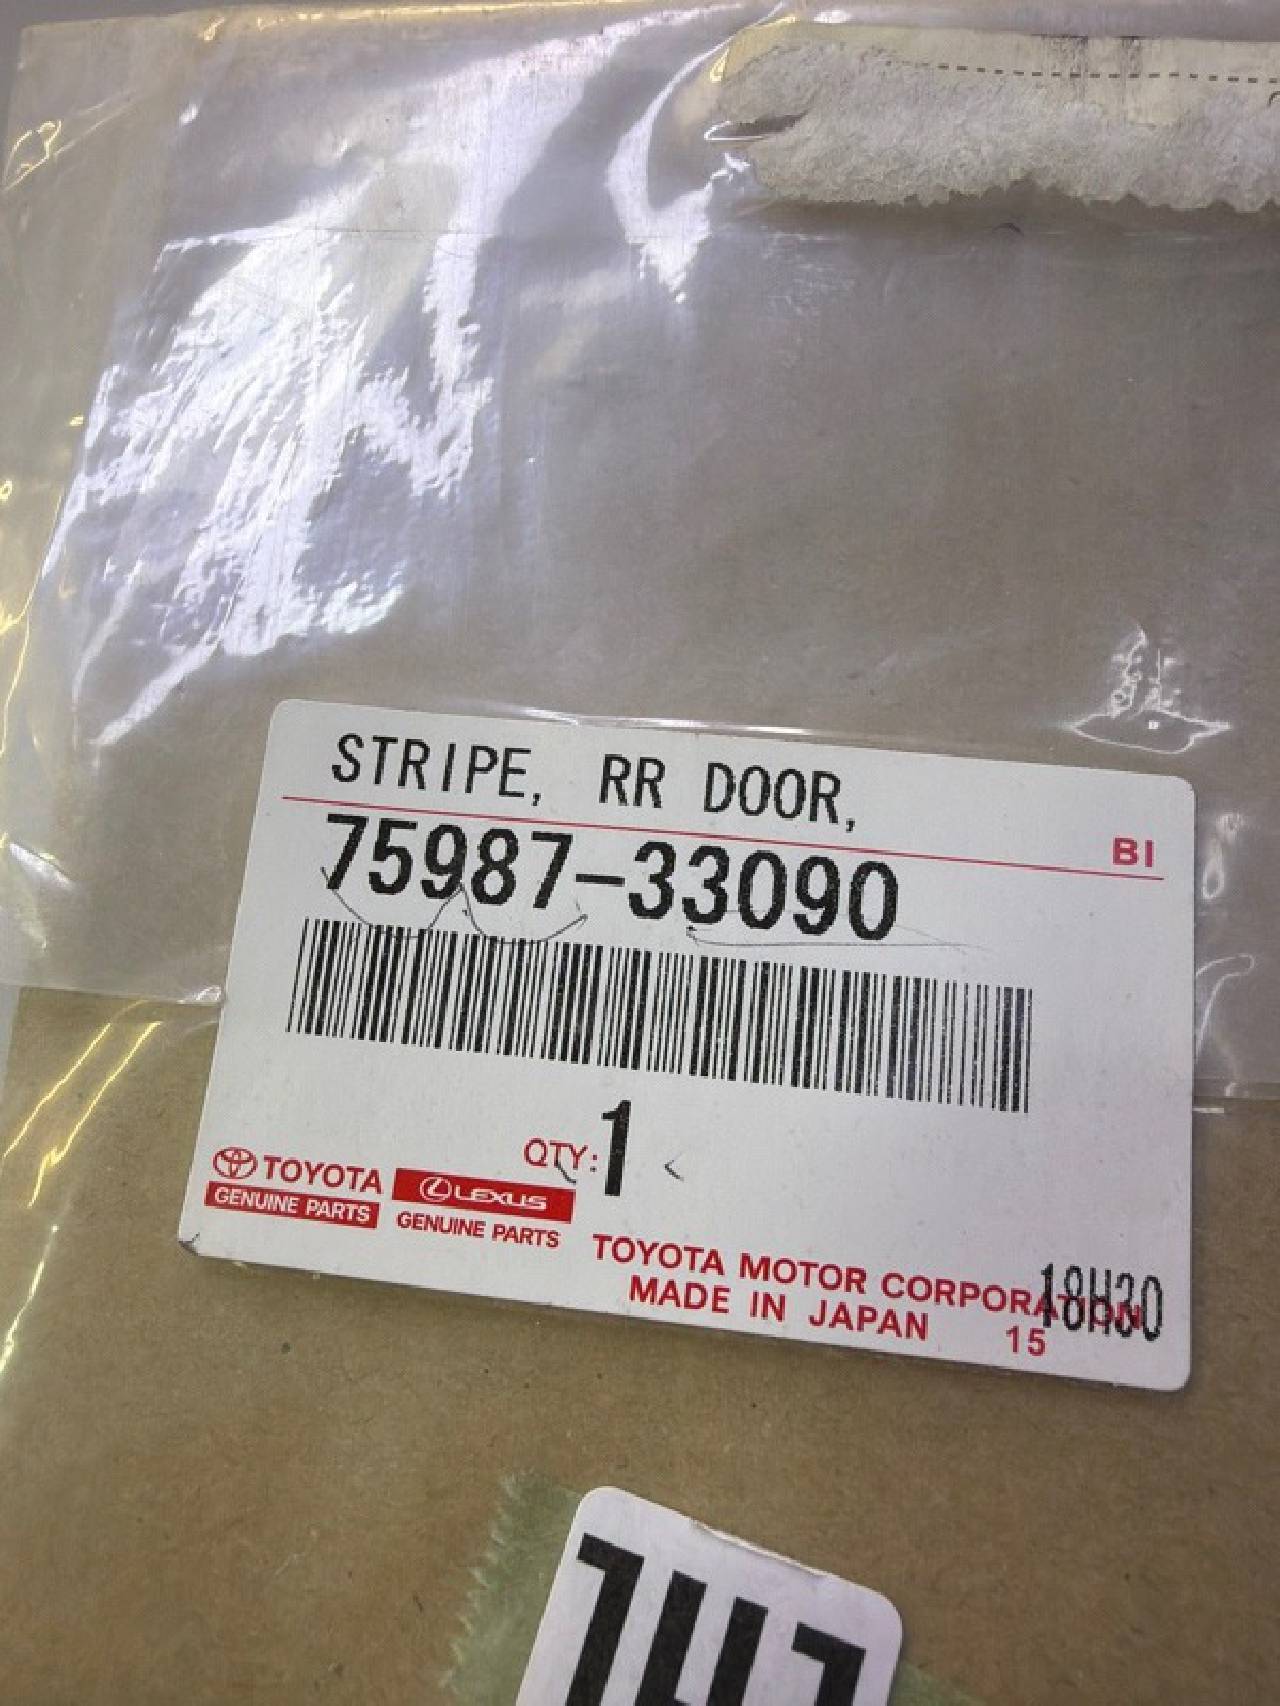 STRIPE, RR DOOR,
BI
75987-33090
QTY: 1
TOYOTA
GENUINE PARTS
LEXUS
GENUINE PARTS
TOYOTA MOTOR CORPORATION
18H30
MADE IN JAPAN
15